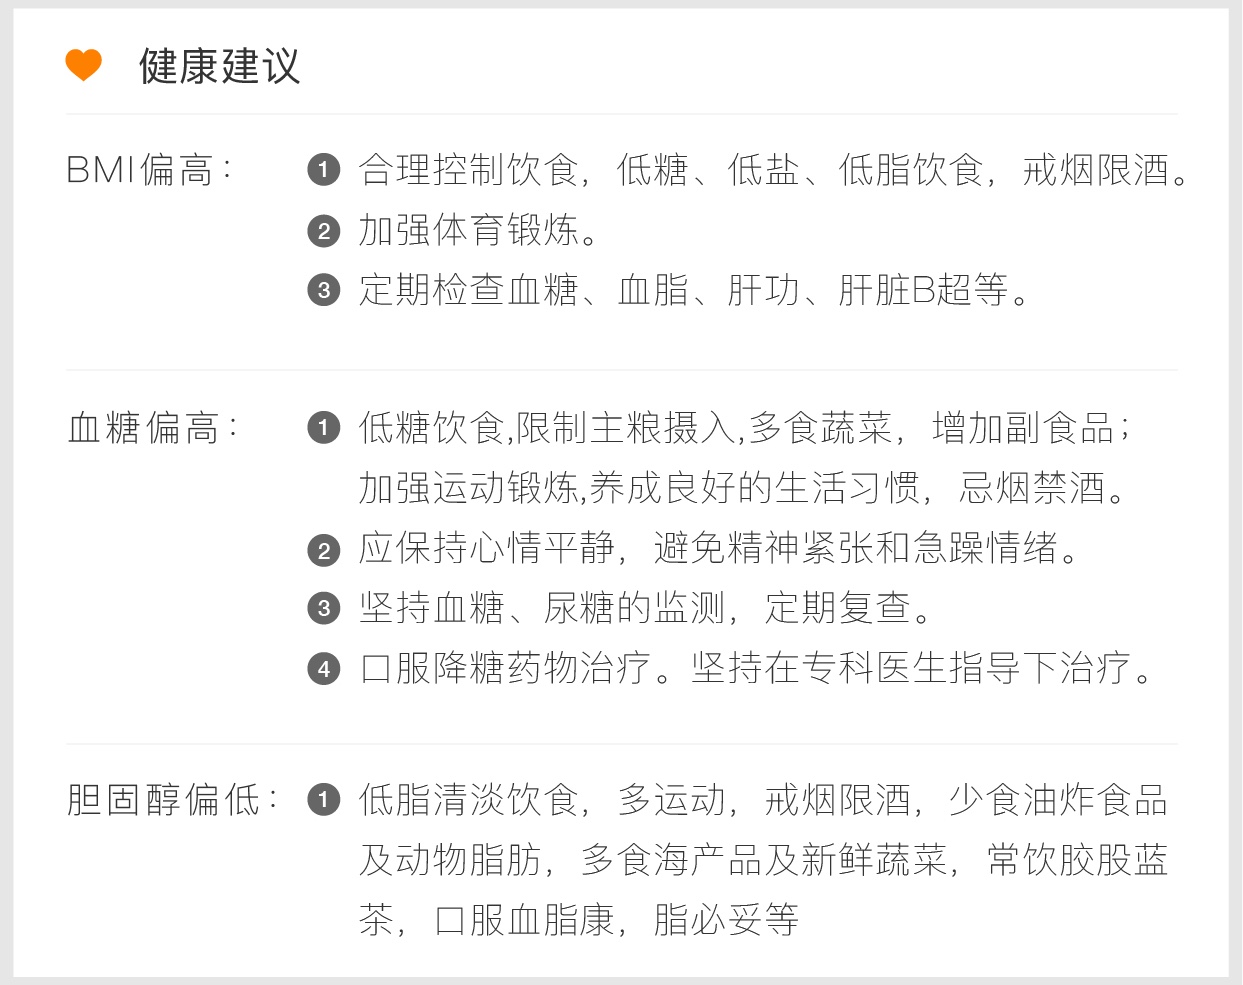 健康建议
BMI偏高： 1 合理控制饮食，低糖、低盐、低脂饮食，戒烟限酒。
2 加强体育锻炼。
3 定期检查血糖、血脂、肝功、肝脏B超等。
血糖偏高： 1 低糖饮食,限制主粮摄入,多食蔬菜，增加副食品；
加强运动锻炼,养成良好的生活习惯，忌烟禁酒。
2 应保持心情平静，避免精神紧张和急躁情绪。
3 坚持血糖、尿糖的监测，定期复查。
4 口服降糖药物治疗。坚持在专科医生指导下治疗。
胆固醇偏低： 1 低脂清淡饮食，多运动，戒烟限酒，少食油炸食品
及动物脂肪，多食海产品及新鲜蔬菜，常饮胶股蓝
茶，口服血脂康，脂必妥等